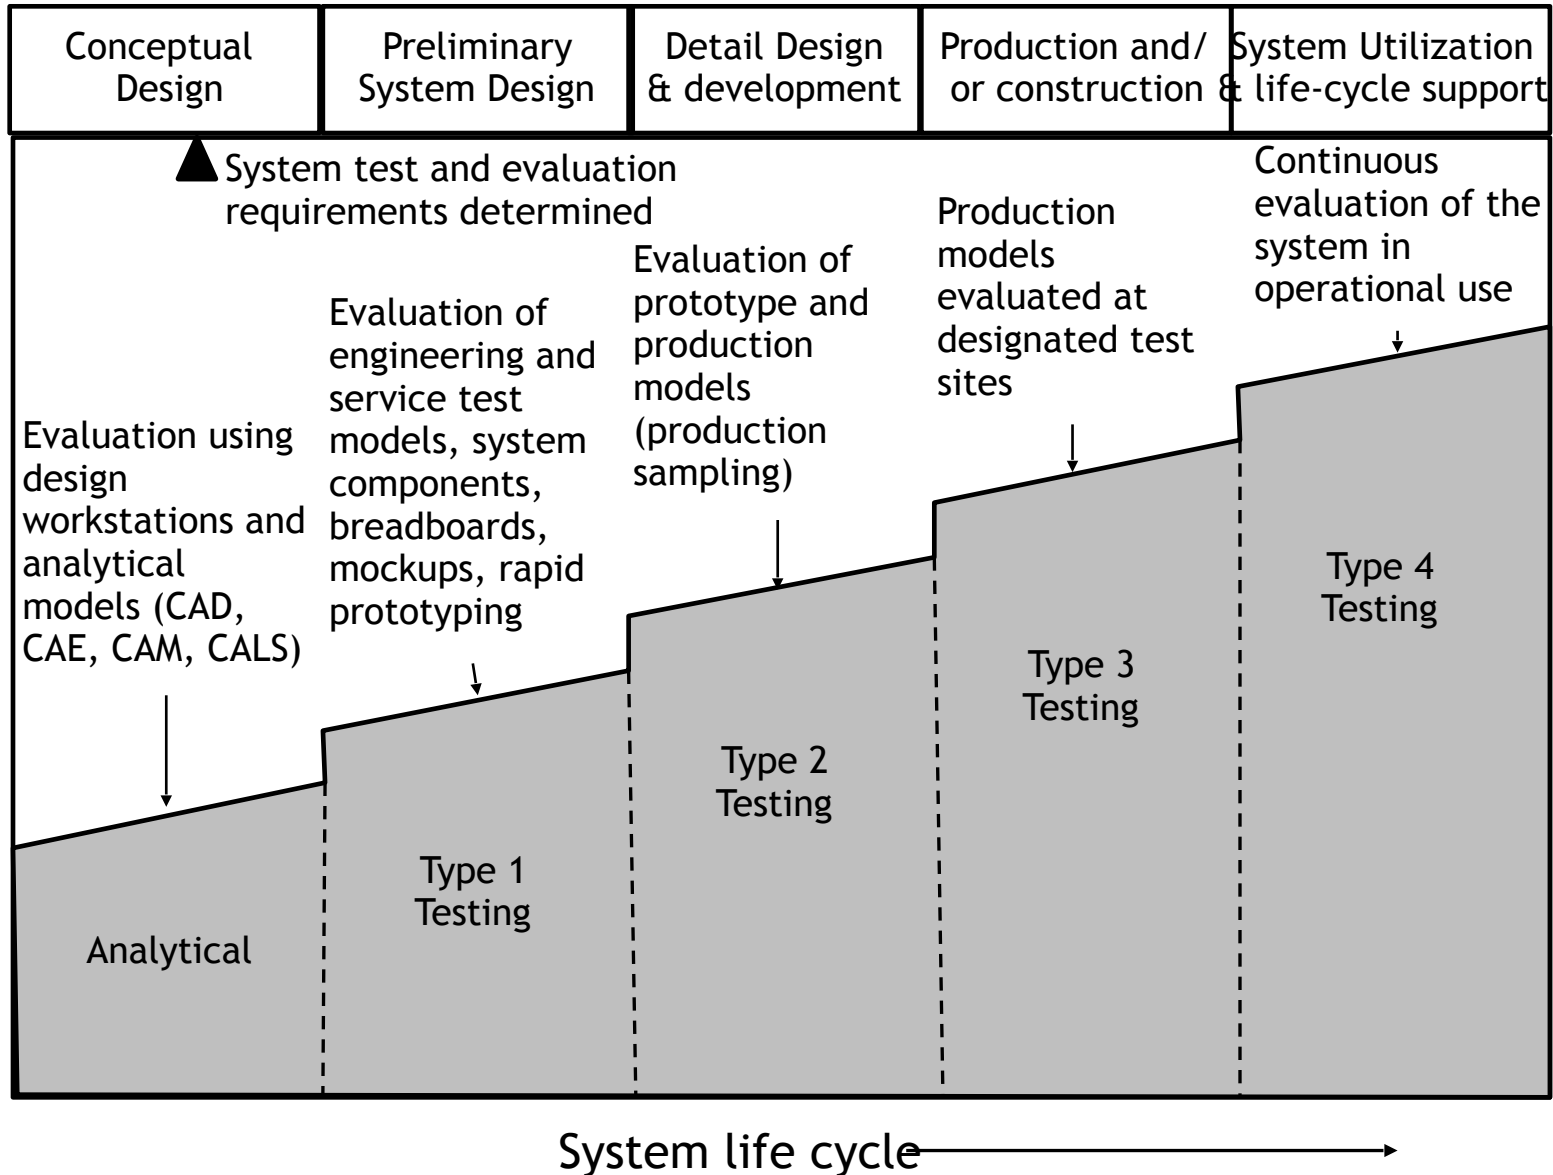 Conceptual
Design
Preliminary
System Design
Detail Design
& development
Production and/
or construction
System Utilization
& life-cycle support
System test and evaluation
requirements determined
Evaluation using
design
workstations and
analytical
models (CAD,
CAE, CAM, CALS)
Evaluation of
engineering and
service test
models, system
components,
breadboards,
mockups, rapid
prototyping
Evaluation of
prototype and
production
models
(production
sampling)
Production
models
evaluated at
designated test
sites
Continuous
evaluation of the
system in
operational use
Analytical
Type 1
Testing
Type 2
Testing
Type 3
Testing
Type 4
Testing
System life cycle